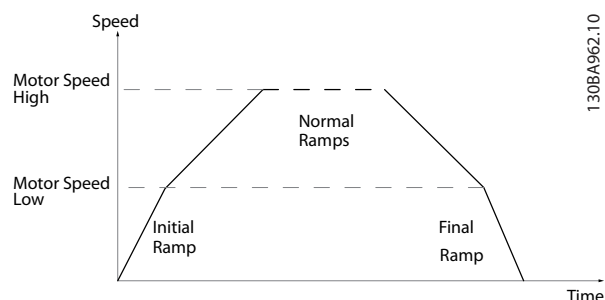 Speed
130BA962.10
Motor Speed
High
Normal
Ramps
Motor Speed
Low
Initial
Ramp
Final
Ramp
Time